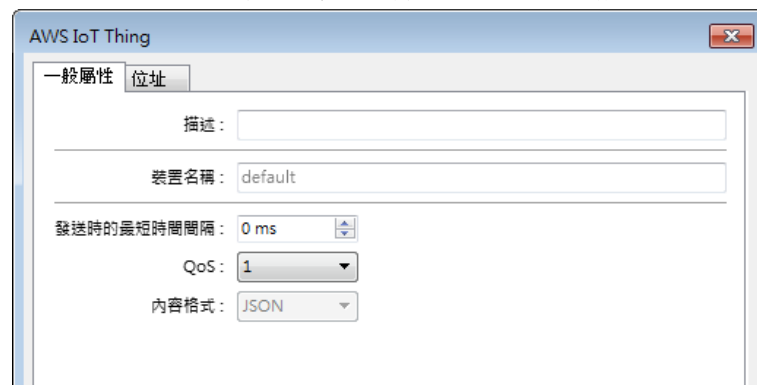 AWS IoT Thing
一般屬性 位址
描述：
裝置名稱： default
發送時的最短時間間隔： 0 ms
QoS： 1
內容格式： JSON